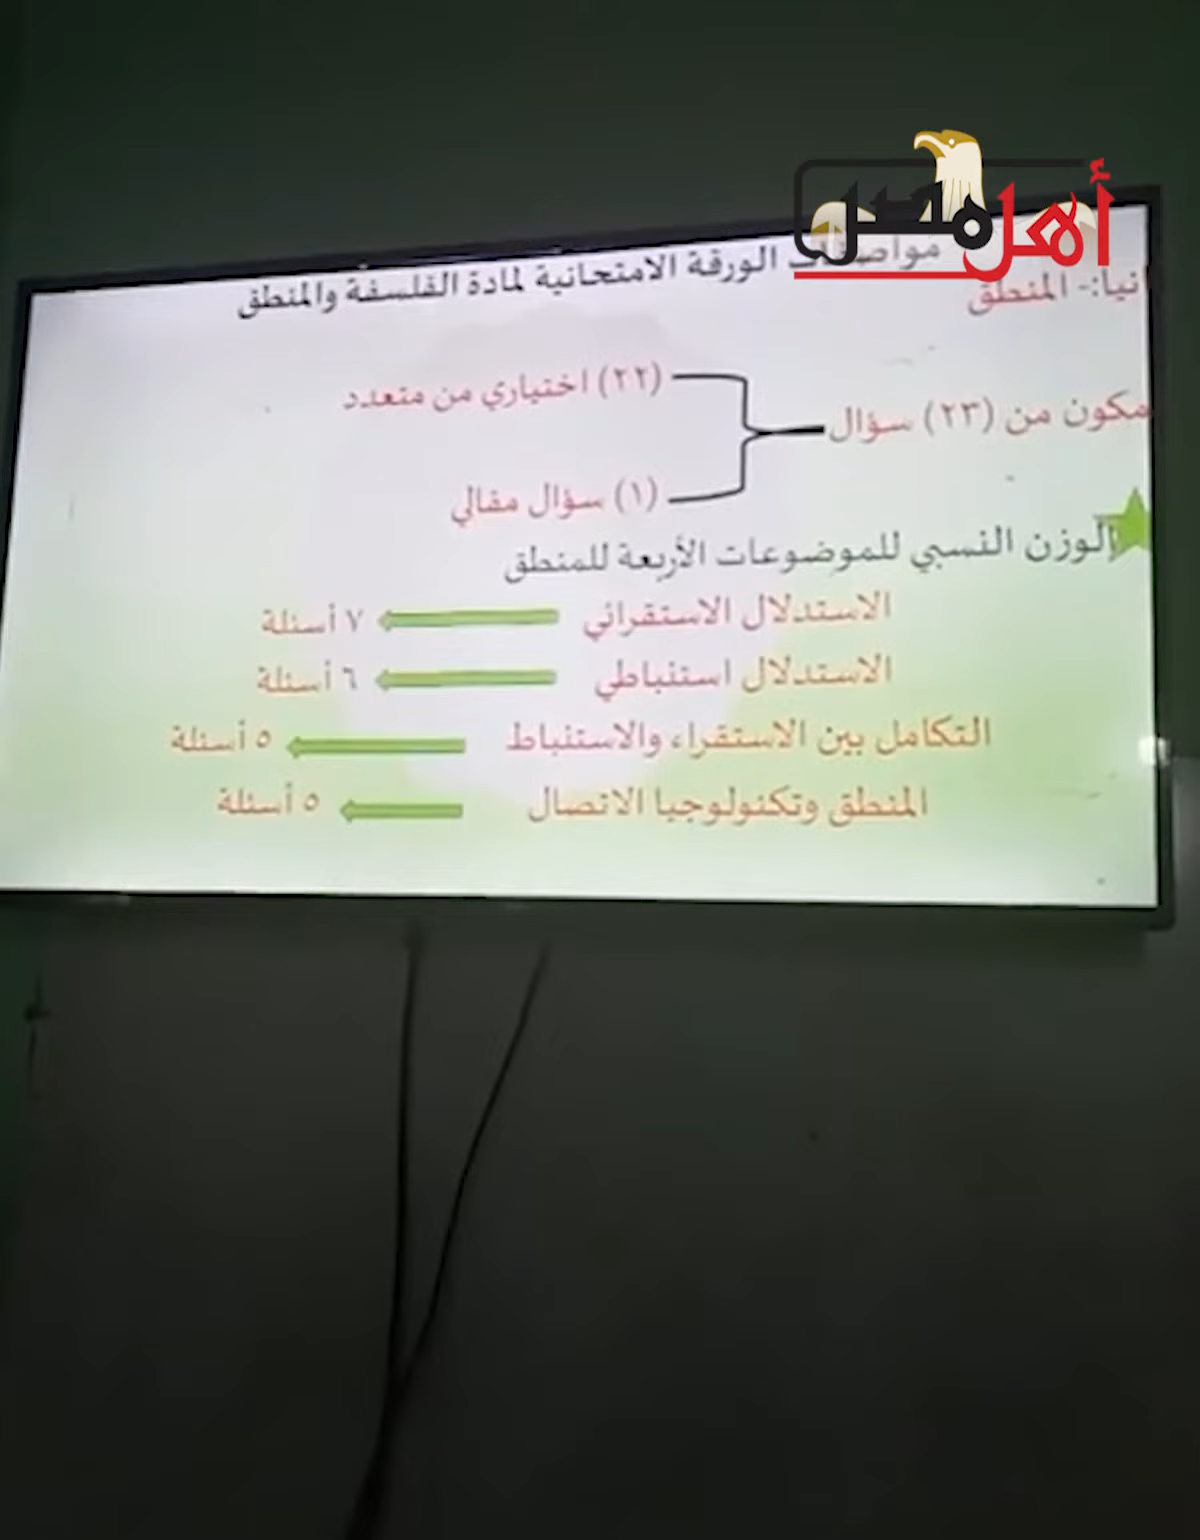 أهل مصر
مواصفات الورقة الامتحانية لمادة الفلسفة والمنطق
انيا:- المنطق
مكون من (٢٣) سؤال
(٢٢) اختياري من متعدد
(١) سؤال مقالي
الوزن النسبي للموضوعات الأربعة للمنطق
الاستدلال الاستقرائي ٧ أسئلة
الاستدلال استنباطي ٦ أسئلة
التكامل بين الاستقراء والاستنباط ٥ أسئلة
المنطق وتكنولوجيا الاتصال ٥ أسئلة